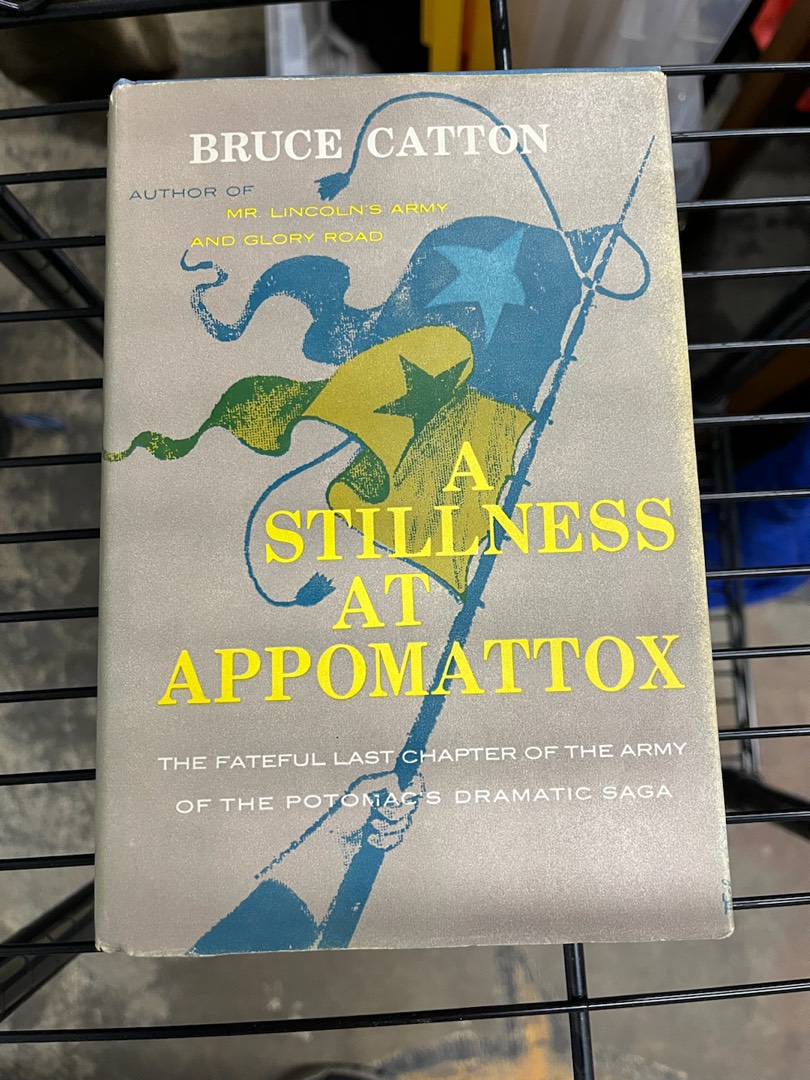 BRUCE CATTON
AUTHOR OF
MR. LINCOLN'S ARMY
AND GLORY ROAD
A
STILLNESS
AT
APPOMATTOX
THE FATEFUL LAST CHAPTER OF THE ARMY
OF THE POTOMAC'S DRAMATIC SAGA